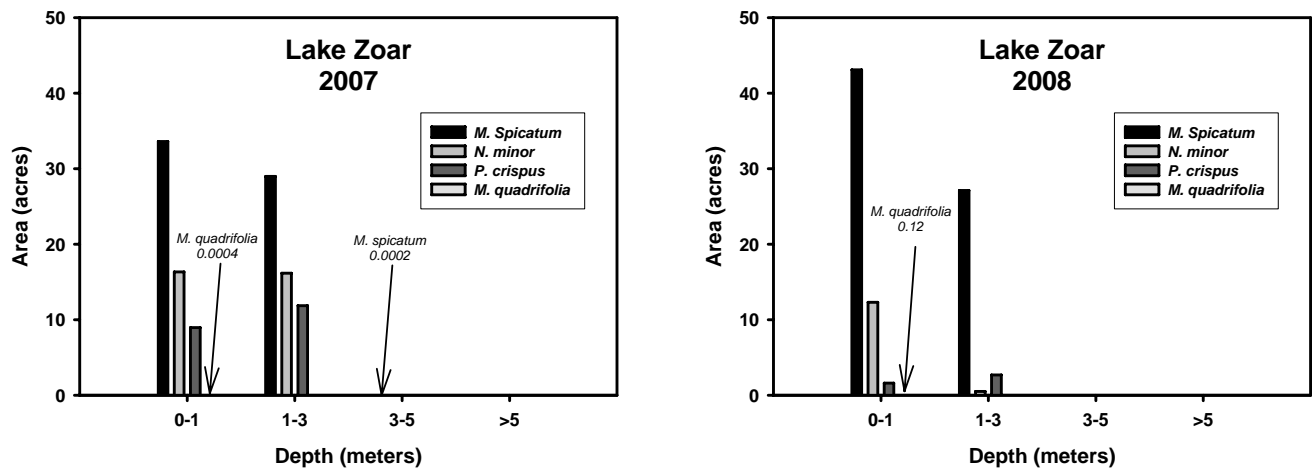 Lake Zoar
2007
Area (acres)
50
40
30
20
10
0
M. Spicatum
N. minor
P. crispus
M. quadrifolia
M. quadrifolia
0.0004
M. spicatum
0.0002
0-1
1-3
3-5
>5
Depth (meters)
Lake Zoar
2008
Area (acres)
50
40
30
20
10
0
M. Spicatum
N. minor
P. crispus
M. quadrifolia
M. quadrifolia
0.12
0-1
1-3
3-5
>5
Depth (meters)